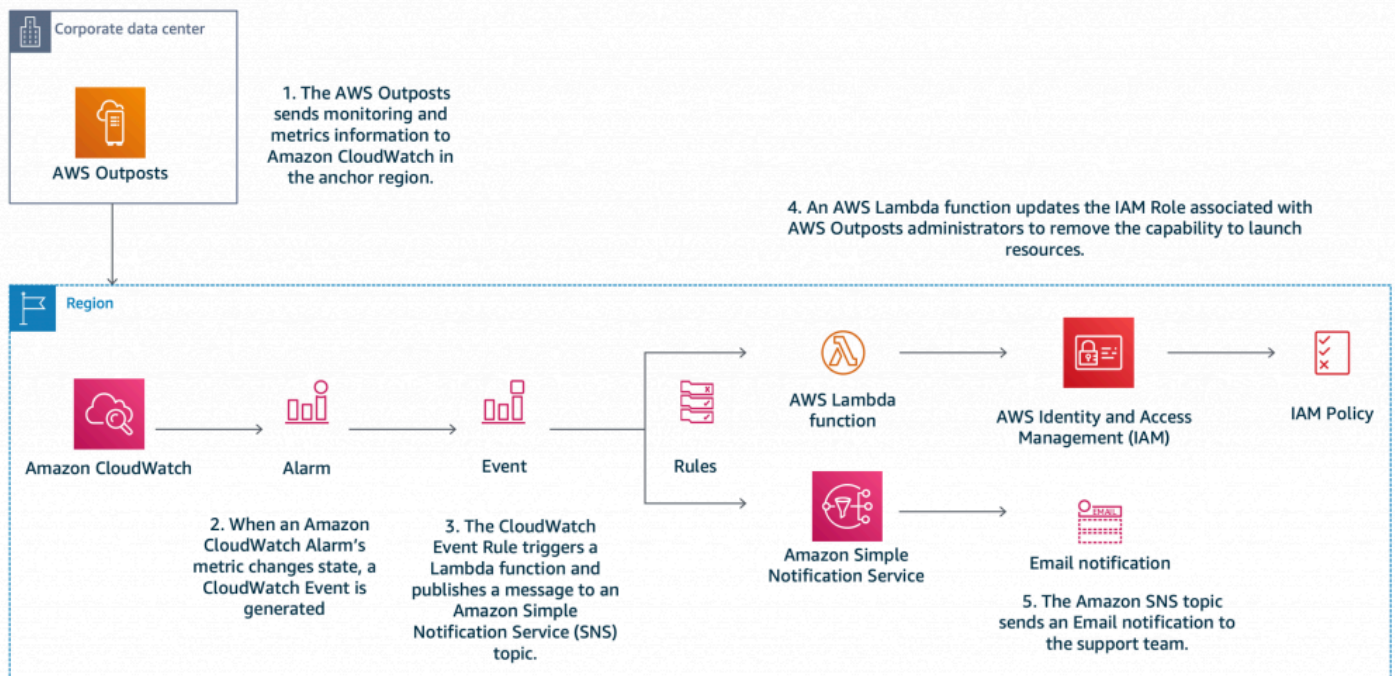 Corporate data center
AWS Outposts
1. The AWS Outposts
sends monitoring and
metrics information to
Amazon CloudWatch in
the anchor region.
4. An AWS Lambda function updates the IAM Role associated with
AWS Outposts administrators to remove the capability to launch
resources.
Region
Amazon CloudWatch
Alarm
Event
Rules
AWS Lambda
function
AWS Identity and Access
Management (IAM)
IAM Policy
2. When an Amazon
CloudWatch Alarm's
metric changes state, a
CloudWatch Event is
generated
3. The CloudWatch
Event Rule triggers a
Lambda function and
publishes a message to an
Amazon Simple
Notification Service (SNS)
topic.
Amazon Simple
Notification Service
EMAIL
Email notification
5. The Amazon SNS topic
sends an Email notification to
the support team.